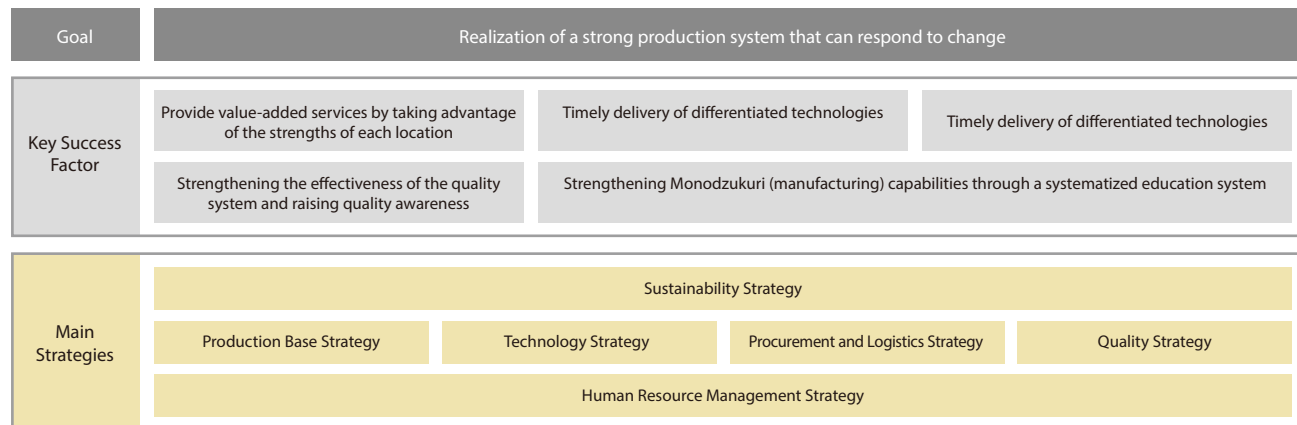 Goal
Realization of a strong production system that can respond to change
Key Success
Factor
Provide value-added services by taking advantage
of the strengths of each location
Timely delivery of differentiated technologies
Timely delivery of differentiated technologies
Strengthening the effectiveness of the quality
system and raising quality awareness
Strengthening Monodzukuri (manufacturing) capabilities through a systematized education system
Main
Strategies
Sustainability Strategy
Production Base Strategy
Technology Strategy
Procurement and Logistics Strategy
Quality Strategy
Human Resource Management Strategy